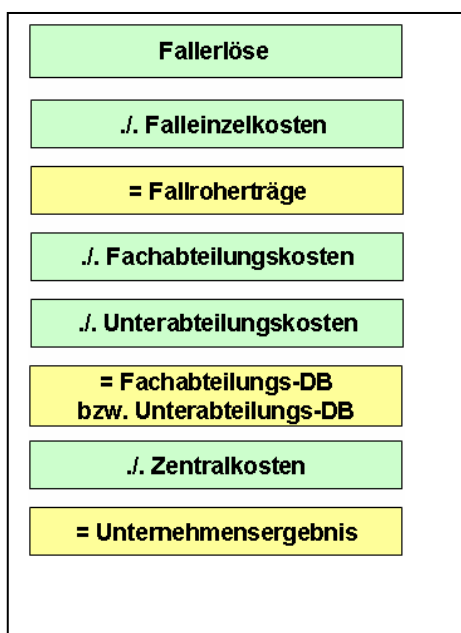 Fallerlöse
./. Falleinzelkosten
= Fallroherträge
./. Fachabteilungskosten
./. Unterabteilungskosten
= Fachabteilungs-DB
bzw. Unterabteilungs-DB
./. Zentralkosten
= Unternehmensergebnis